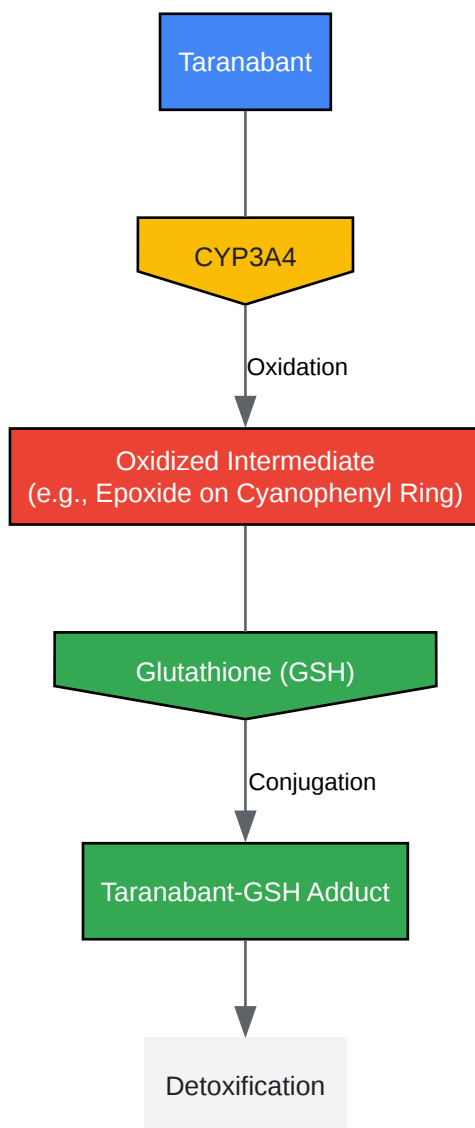 Taranabant
CYP3A4
Oxidation
Oxidized Intermediate
(e.g., Epoxide on Cyanophenyl Ring)
Glutathione (GSH)
Conjugation
Taranabant-GSH Adduct
Detoxification